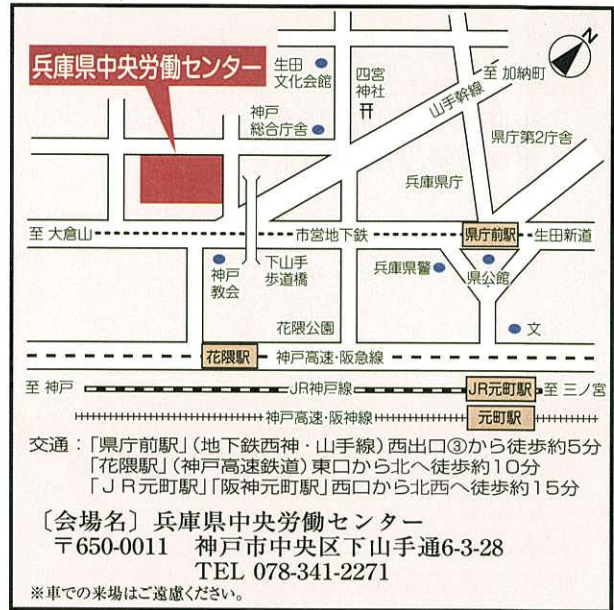 N
兵庫県中央労働センター
生田
文化会館
四宮
神社
至 加納町
山手幹線
神戸
総合庁舎
県庁第2庁舎
兵庫県庁
至 大倉山
市営地下鉄
県庁前駅
生田新道
神戸
教会
下山手
歩道橋
兵庫県警
県公館
花隈公園
文
花隈駅
神戸高速・阪急線
至 神戸
JR神戸線
JR元町駅
至 三ノ宮
神戸高速・阪神線
元町駅
交通：「県庁前駅」(地下鉄西神・山手線) 西出口③から徒歩約5分
「花隈駅」(神戸高速鉄道) 東口から北へ徒歩約10分
「JR元町駅」「阪神元町駅」西口から北西へ徒歩約15分
〔会場名〕兵庫県中央労働センター
〒650-0011 神戸市中央区下山手通6-3-28
TEL 078-341-2271
※車での来場はご遠慮ください。